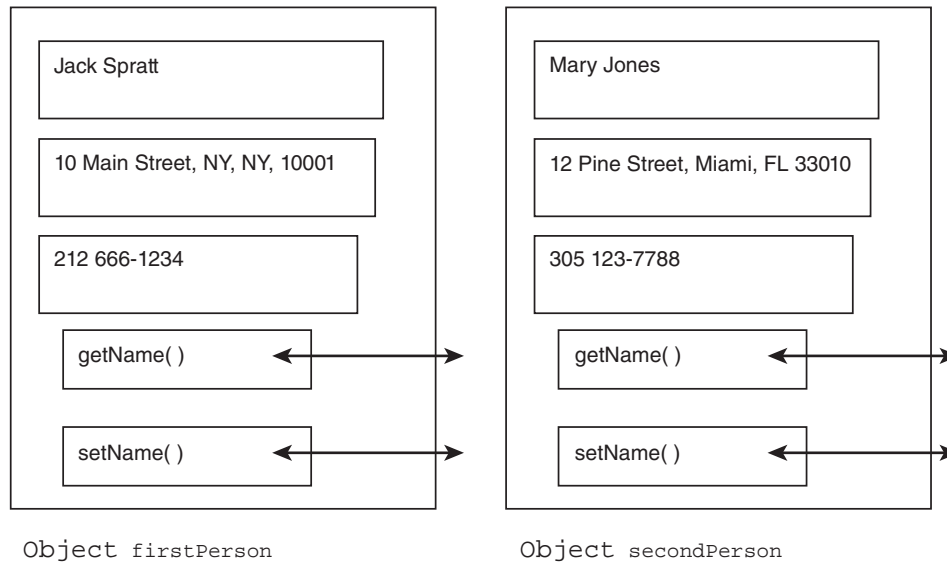 Jack Spratt
10 Main Street, NY, NY, 10001
212 666-1234
getName( )
setName( )
Object firstPerson
Mary Jones
12 Pine Street, Miami, FL 33010
305 123-7788
getName( )
setName( )
Object secondPerson